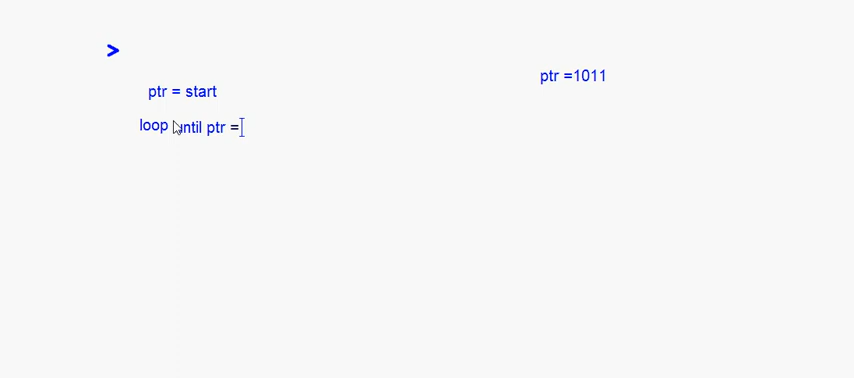 >
ptr =1011
ptr = start
loop until ptr =